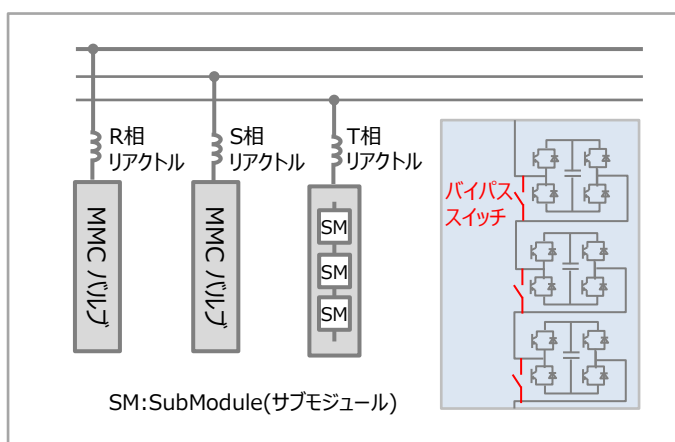 R相
リアクトル
S相
リアクトル
T相
リアクトル
MMC バルブ
MMC バルブ
SM
SM
SM
バイパス
スイッチ
SM:SubModule(サブモジュール)